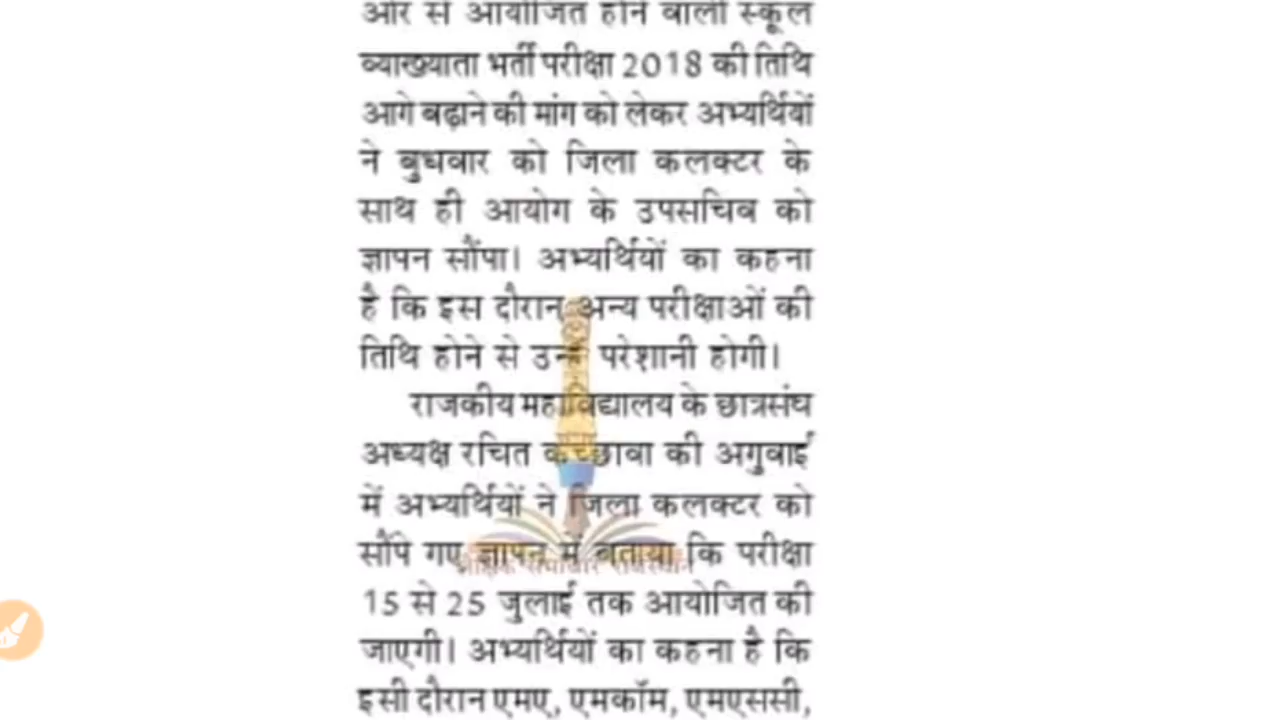 ओर से आयोजित होने वाली स्कूल
व्याख्याता भर्ती परीक्षा 2018 की तिथि
आगे बढ़ाने की मांग को लेकर अभ्यर्थियों
ने बुधवार को जिला कलक्टर के
साथ ही आयोग के उपसचिव को
ज्ञापन सौंपा। अभ्यर्थियों का कहना
है कि इस दौरान अन्य परीक्षाओं की
तिथि होने से उन्हें परेशानी होगी।
राजकीय महाविद्यालय के छात्रसंघ
अध्यक्ष रचित कच्छावा की अगुवाई
में अभ्यर्थियों ने जिला कलक्टर को
सौंपे गए ज्ञापन में बताया कि परीक्षा
शैक्षिक समाचार राजस्थान
15 से 25 जुलाई तक आयोजित की
जाएगी। अभ्यर्थियों का कहना है कि
इसी दौरान एमए, एमकॉम, एमएससी,